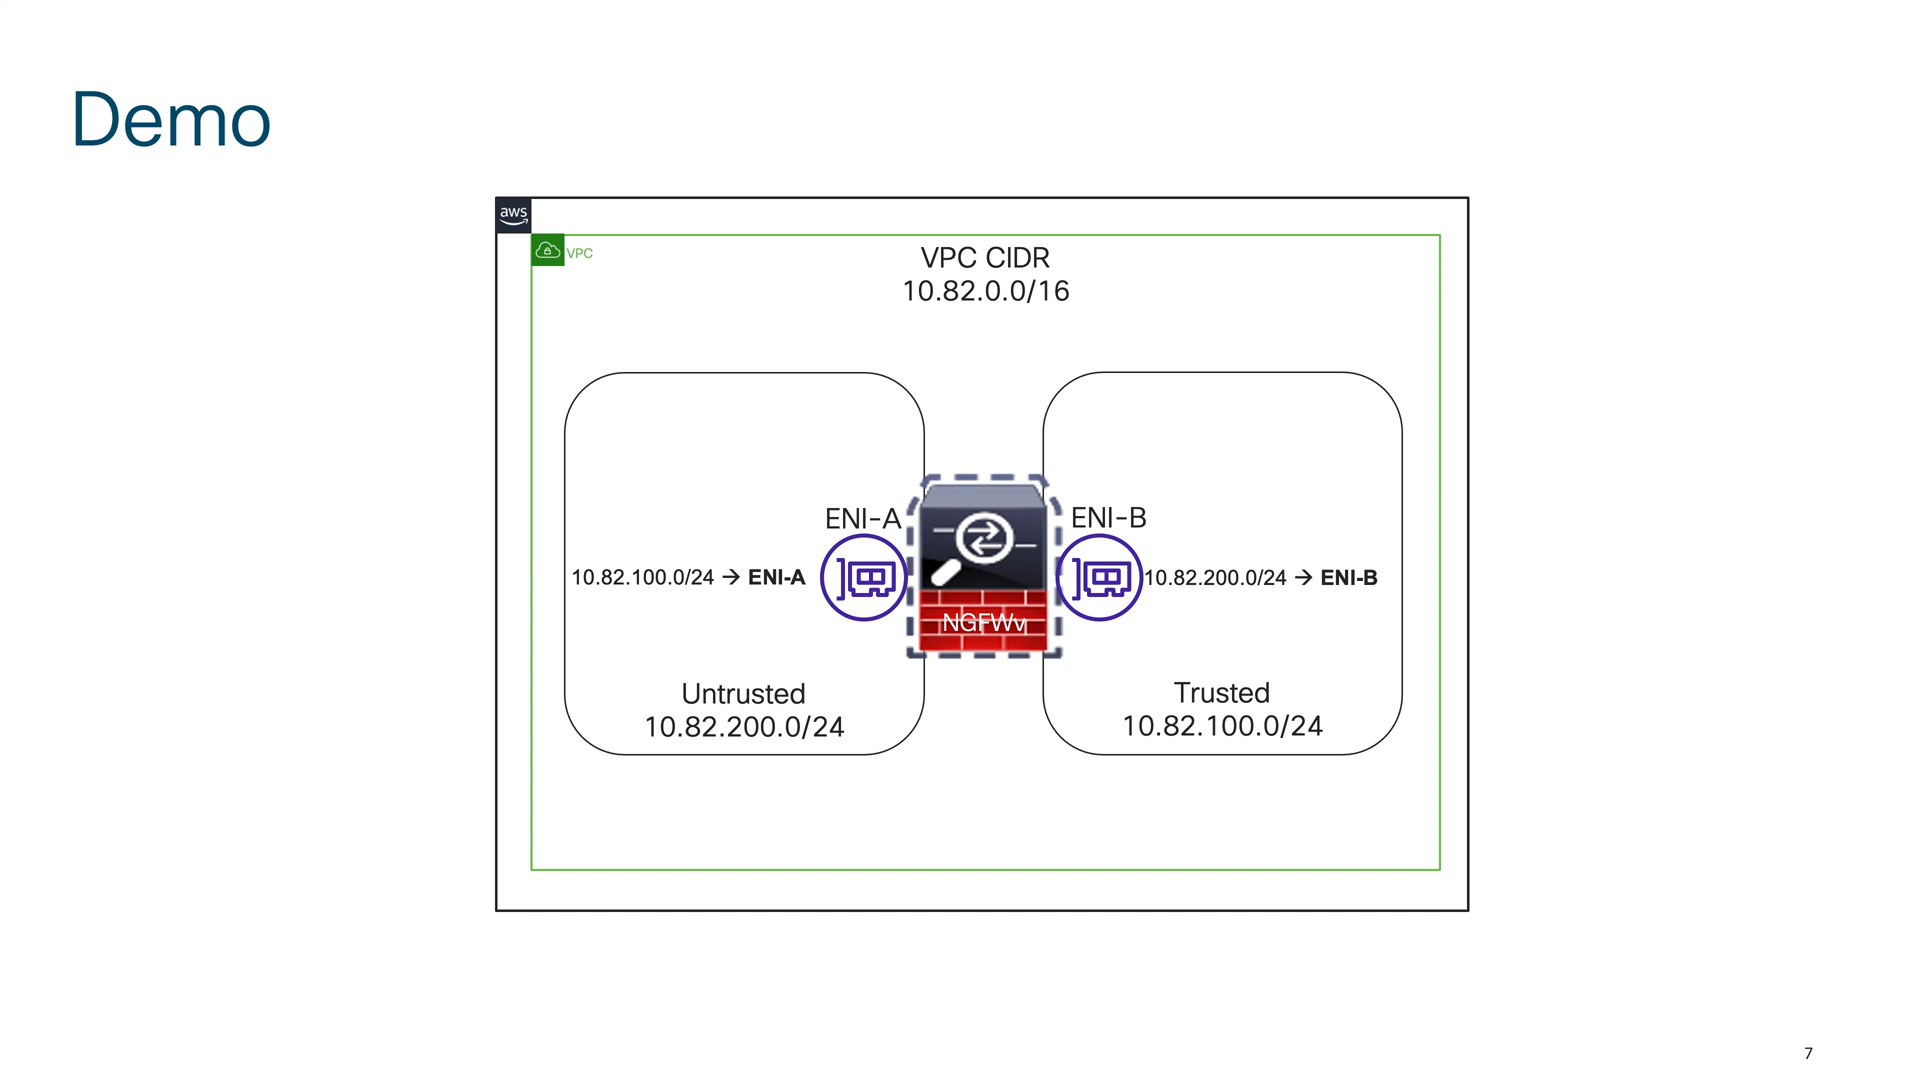 Demo
aws
VPC
VPC CIDR
10.82.0.0/16
ENI-A
ENI-B
10.82.100.0/24 → ENI-A
10.82.200.0/24 → ENI-B
NGFWv
Untrusted
10.82.200.0/24
Trusted
10.82.100.0/24
7